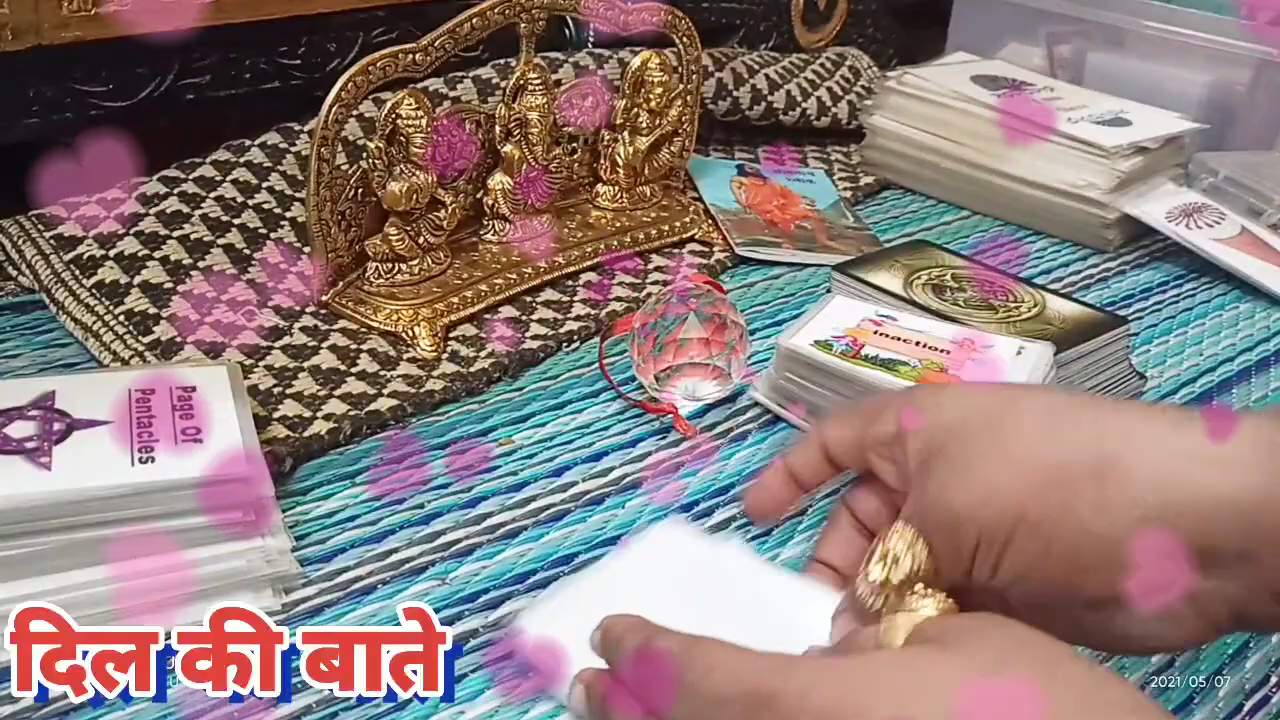 Inaction
Page Of
Pentacles
दिल की बाते
2021/05/07